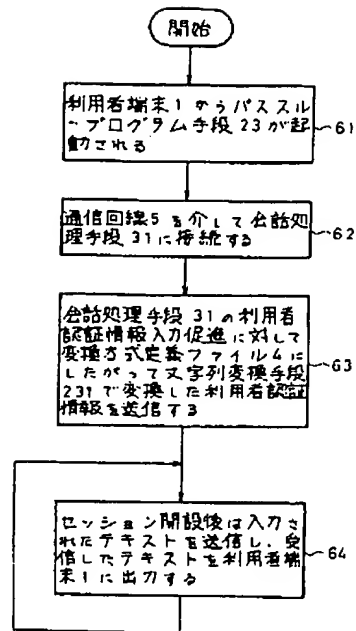 開始
利用者端末1からパススル
ープログラム手段23が起
動される
61
通信回線5を介して会話処
理手段31に接続する
62
会話処理手段31の利用者
認証情報入力促進に対して
変換方式定義ファイル4に
したがって文字列変換手段
231で変換した利用者認証
情報を送信する
63
セッション開設後は入力さ
れたテキストを送信し、受
信したテキストを利用者端
末1に出力する
64